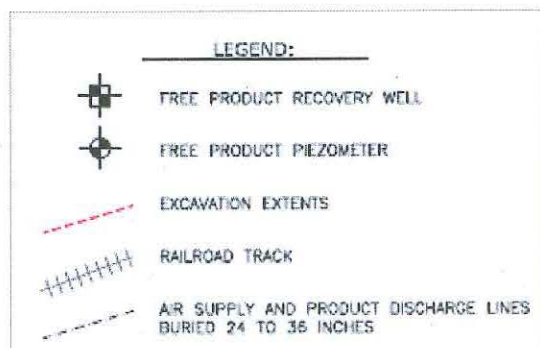 LEGEND:
FREE PRODUCT RECOVERY WELL
FREE PRODUCT PIEZOMETER
EXCAVATION EXTENTS
RAILROAD TRACK
AIR SUPPLY AND PRODUCT DISCHARGE LINES
BURIED 24 TO 36 INCHES